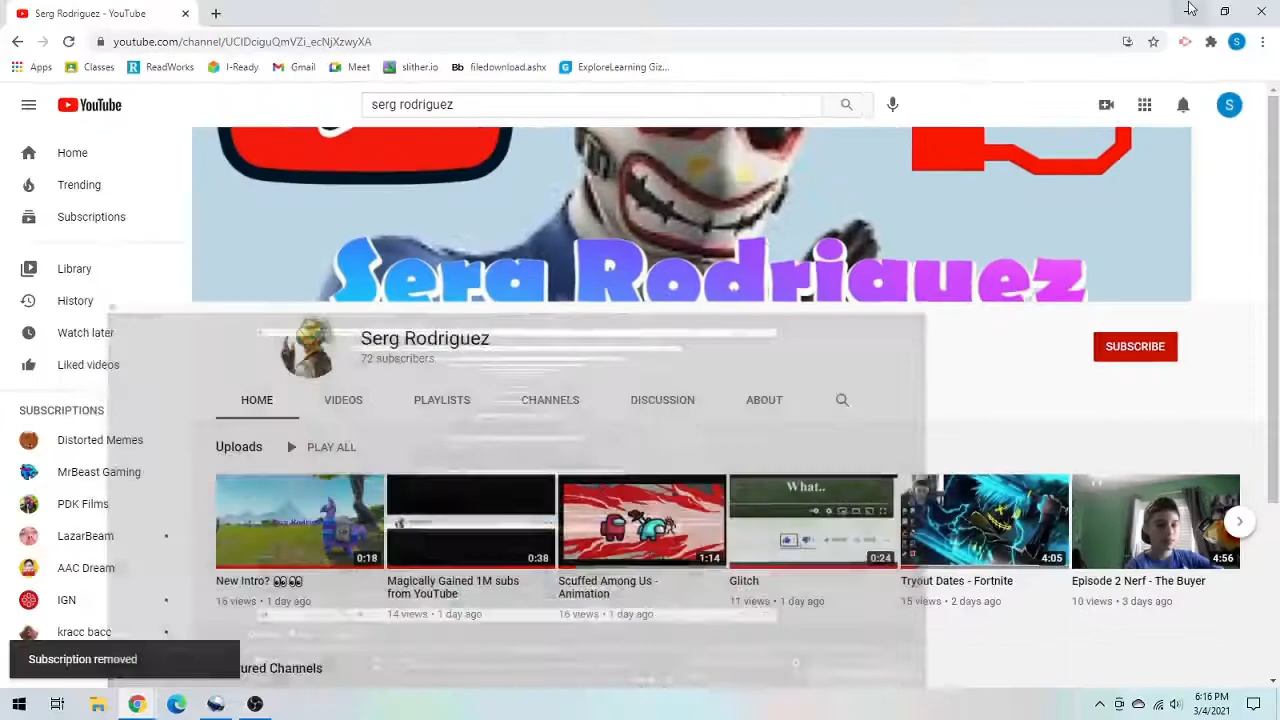 Serg Rodriguez - YouTube
youtube.com/channel/UCIDciguQmVZi_ecNjXzwyXA
Apps
Classes
ReadWorks
I-Ready
Gmail
Meet
slither.io
Bb filedownload.ashx
ExploreLearning Giz...
YouTube
serg rodriguez
S
Home
Trending
Subscriptions
Library
History
Watch later
Liked videos
SUBSCRIPTIONS
Distorted Memes
MrBeast Gaming
PDK Films
LazarBeam
AAC Dream
IGN
kracc bacc
Serg Rodriguez
Serg Rodriguez
72 subscribers
SUBSCRIBE
HOME
VIDEOS
PLAYLISTS
CHANNELS
DISCUSSION
ABOUT
Uploads
PLAY ALL
What..
0:18
0:38
1:14
0:24
4:05
4:56
New Intro? 👀👀
16 views • 1 day ago
Magically Gained 1M subs
from YouTube
14 views • 1 day ago
Scuffed Among Us -
Animation
16 views • 1 day ago
Glitch
11 views • 1 day ago
Tryout Dates - Fortnite
15 views • 2 days ago
Episode 2 Nerf - The Buyer
10 views • 3 days ago
Subscription removed
ured Channels
6:16 PM
3/4/2021